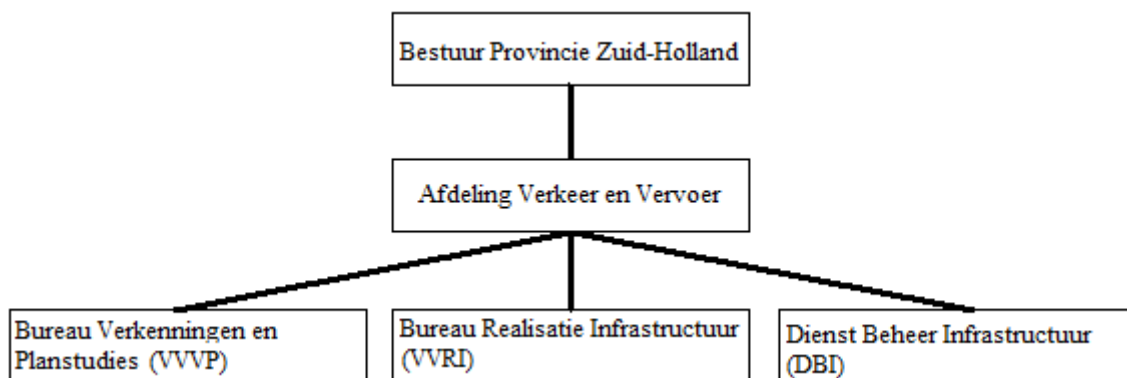 Bestuur Provincie Zuid-Holland
Afdeling Verkeer en Vervoer
Bureau Verkenningen en
Planstudies (VVVP)
Bureau Realisatie Infrastructuur
(VVRI)
Dienst Beheer Infrastructuur
(DBI)